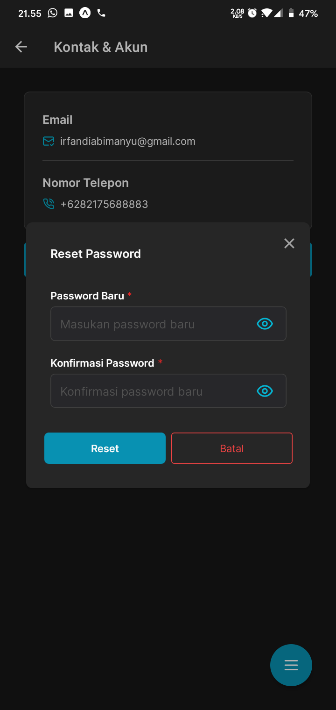 21.55
2.08
KB/S
47%
Kontak & Akun
Email
irfandiabimanyu@gmail.com
Nomor Telepon
+6282175688883
Reset Password
Password Baru *
Masukan password baru
Konfirmasi Password *
Konfirmasi password baru
Reset Batal